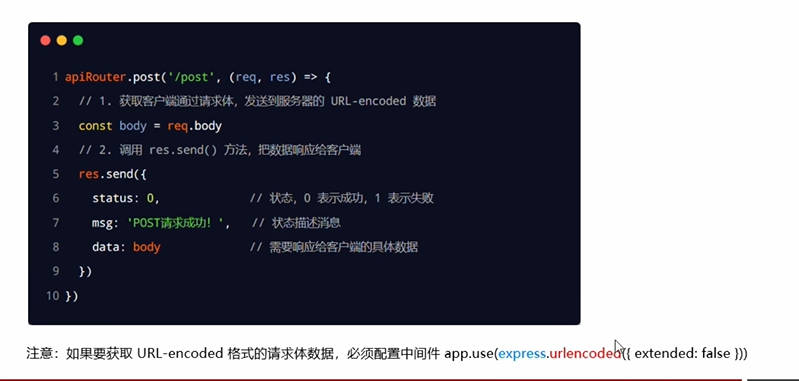 1 apiRouter.post('/post', (req, res) => {
2 // 1. 获取客户端通过请求体，发送到服务器的 URL-encoded 数据
3 const body = req.body
4 // 2. 调用 res.send() 方法，把数据响应给客户端
5 res.send({
6 status: 0, // 状态，0 表示成功，1 表示失败
7 msg: 'POST请求成功！', // 状态描述消息
8 data: body // 需要响应给客户端的具体数据
9 })
10 })
注意：如果要获取 URL-encoded 格式的请求体数据，必须配置中间件 app.use(express.urlencoded({ extended: false }))